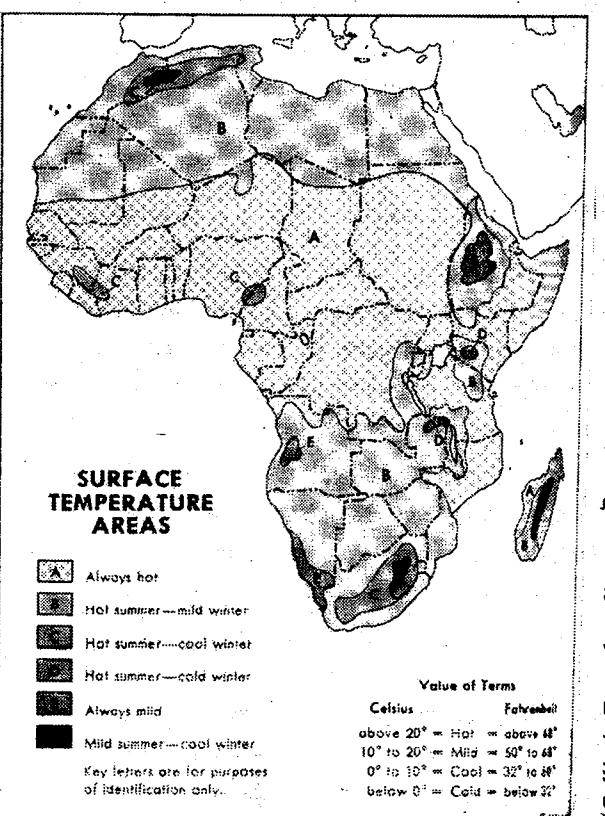 B
A
C
C
D
B
D
E
B
A
B
C
SURFACE
TEMPERATURE
AREAS
A Always hot
B Hot summer—mild winter
C Hot summer—cool winter
Hot summer—cold winter
Always mild
Mild summer—cool winter
Key letters are for purposes
of identification only.
Value of Terms
Celsius Fahrenheit
above 20° = Hot = above 68°
10° to 20° = Mild = 50° to 68°
0° to 10° = Cool = 32° to
below 0° = Cold = below 32°